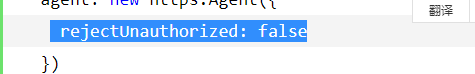 agent: new https.Agent({
翻译
rejectUnauthorized: false
})